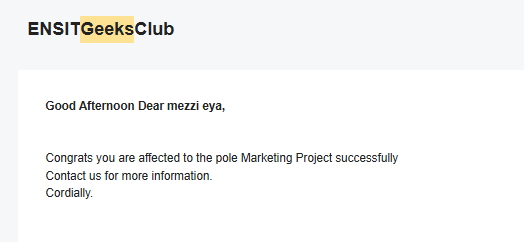 ENSITGeeksClub
Good Afternoon Dear mezzi eya,
Congrats you are affected to the pole Marketing Project successfully
Contact us for more information.
Cordially.